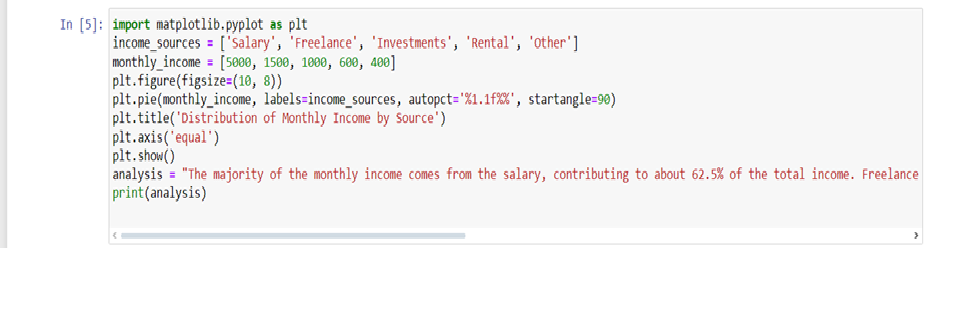 In [5]: import matplotlib.pyplot as plt
income_sources = ['Salary', 'Freelance', 'Investments', 'Rental', 'Other']
monthly_income = [5000, 1500, 1000, 600, 400]
plt.figure(figsize=(10, 8))
plt.pie(monthly_income, labels=income_sources, autopct='%1.1f%%', startangle=90)
plt.title('Distribution of Monthly Income by Source')
plt.axis('equal')
plt.show()
analysis = "The majority of the monthly income comes from the salary, contributing to about 62.5% of the total income. Freelance
print(analysis)